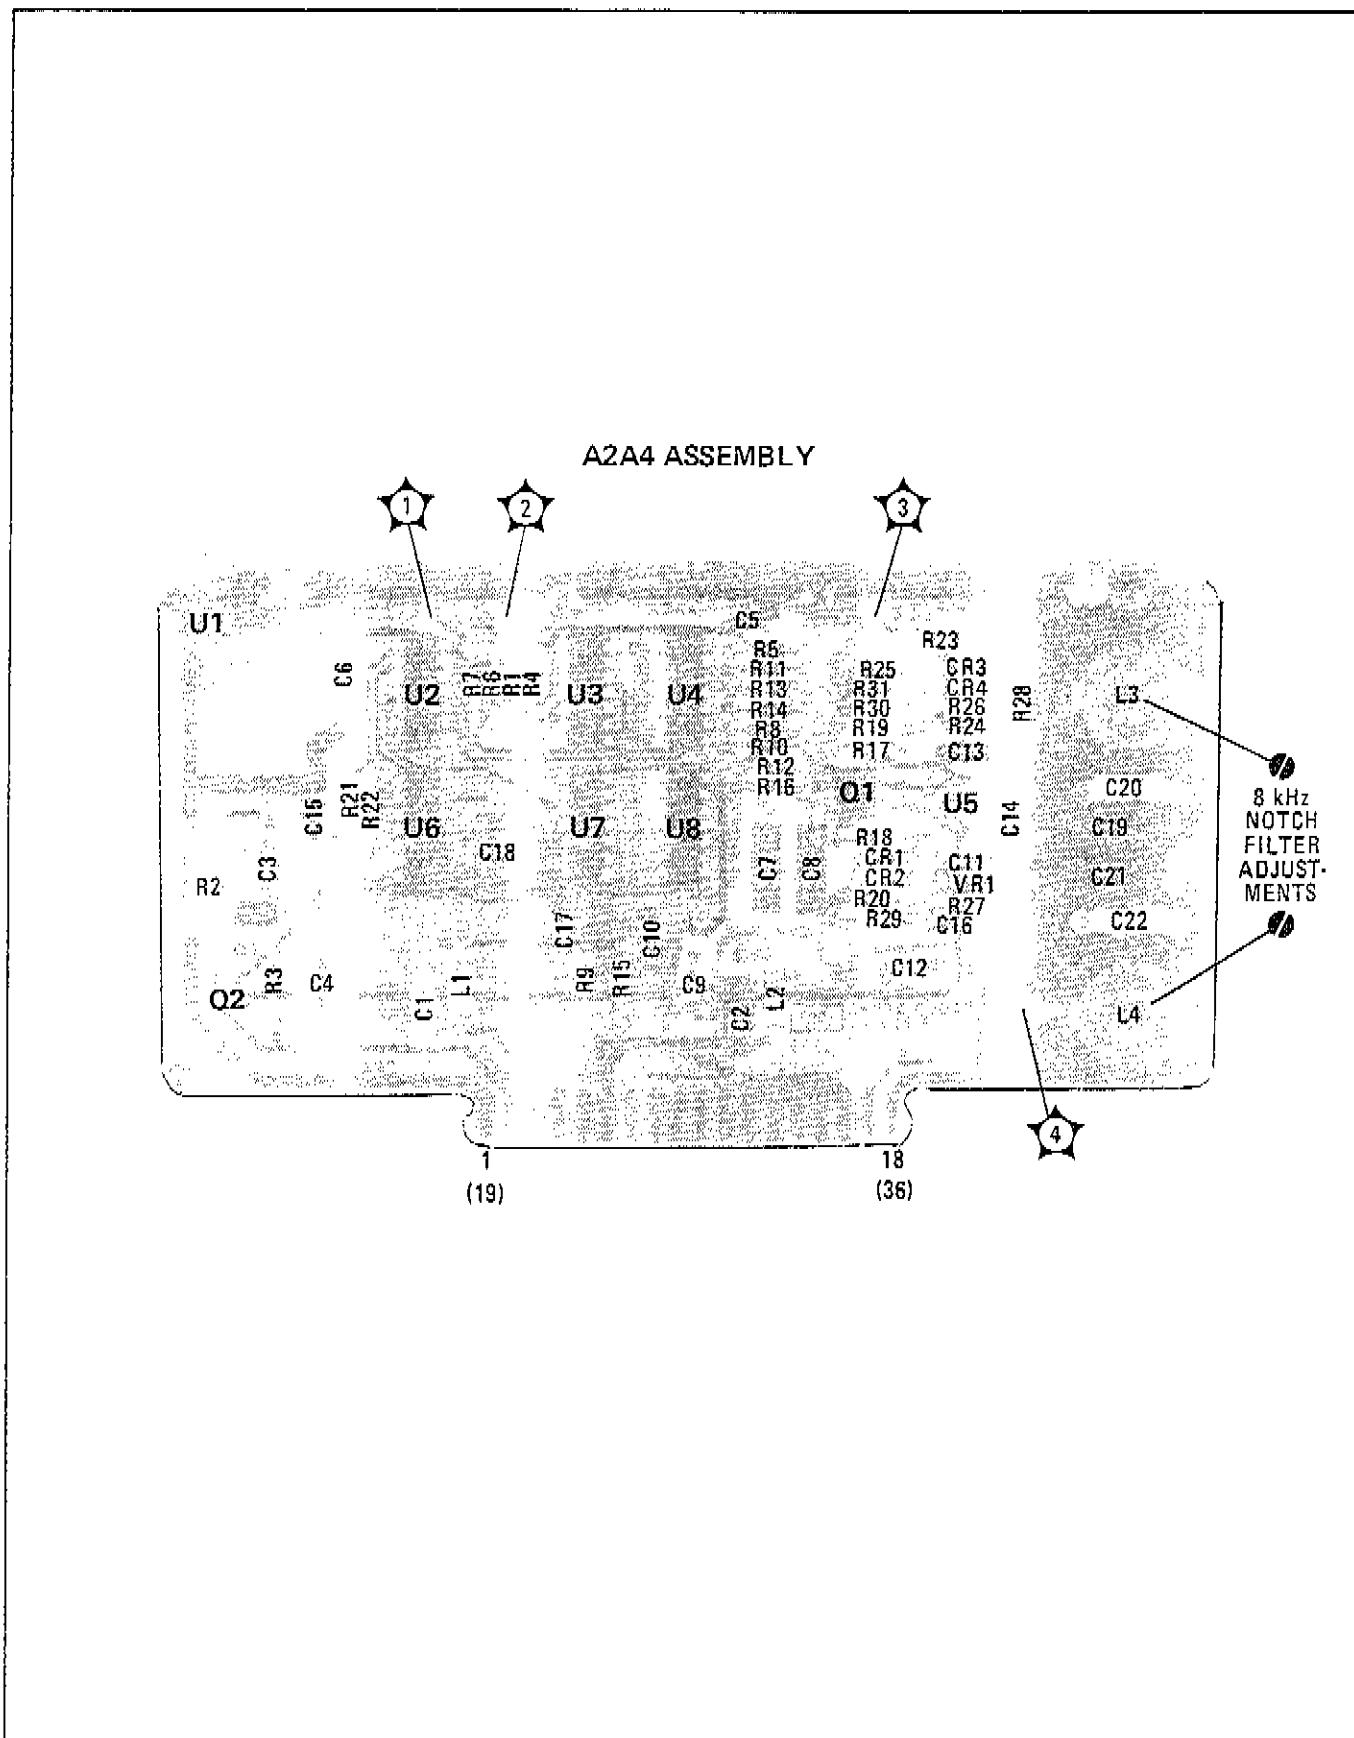 A2A4 ASSEMBLY
1
2
3
U1
C5
R23
C6
U2
R7
R6
R1
R4
U3
U4
R5
R11
R13
R14
R8
R10
R12
R16
R25
R31
R30
R19
R17
CR3
CR4
R26
R24
C13
R28
L3
C15
R21
R22
U6
C18
U7
U8
Q1
U5
C14
C20
C19
C21
C22
8 kHz
NOTCH
FILTER
ADJUST-
MENTS
R2
C3
C7
C8
R18
CR1
CR2
R20
R29
C11
VR1
R27
C16
C17
C10
C12
Q2
R3
C4
C1
L1
R9
R15
C9
C2
L2
L4
4
1
(19)
18
(36)